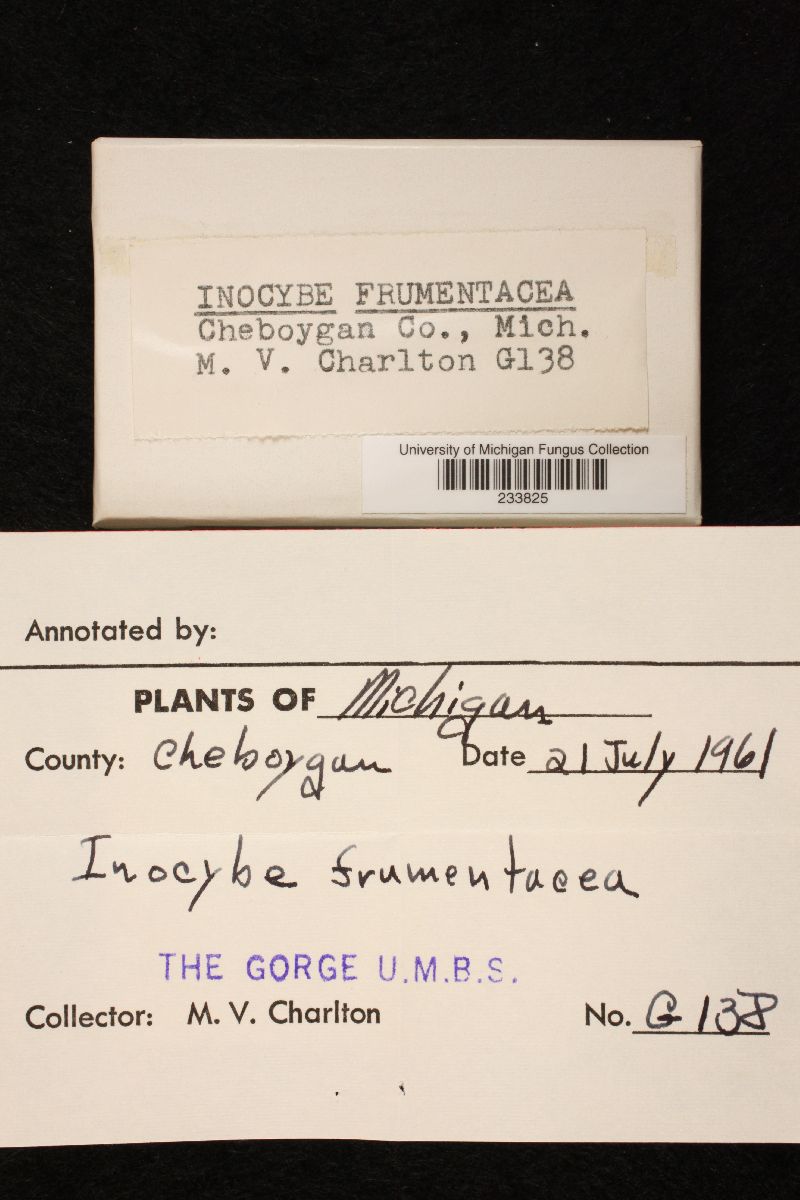 INOCYBE FRUMENTACEA
Cheboygan Co., Mich.
M. V. Charlton G138
University of Michigan Fungus Collection
233825
Annotated by:
PLANTS OF Michigan
County: Cheboygan Date 21 July 1961
Inocybe frumentacea
THE GORGE U.M.B.S.
Collector: M. V. Charlton No. G 138